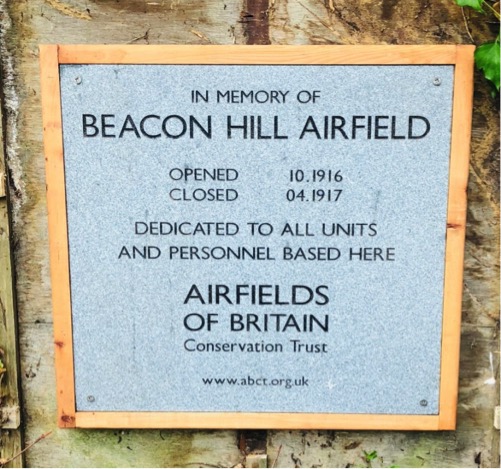 IN MEMORY OF
BEACON HILL AIRFIELD
OPENED 10.1916
CLOSED 04.1917
DEDICATED TO ALL UNITS
AND PERSONNEL BASED HERE
AIRFIELDS
OF BRITAIN
Conservation Trust
www.abct.org.uk